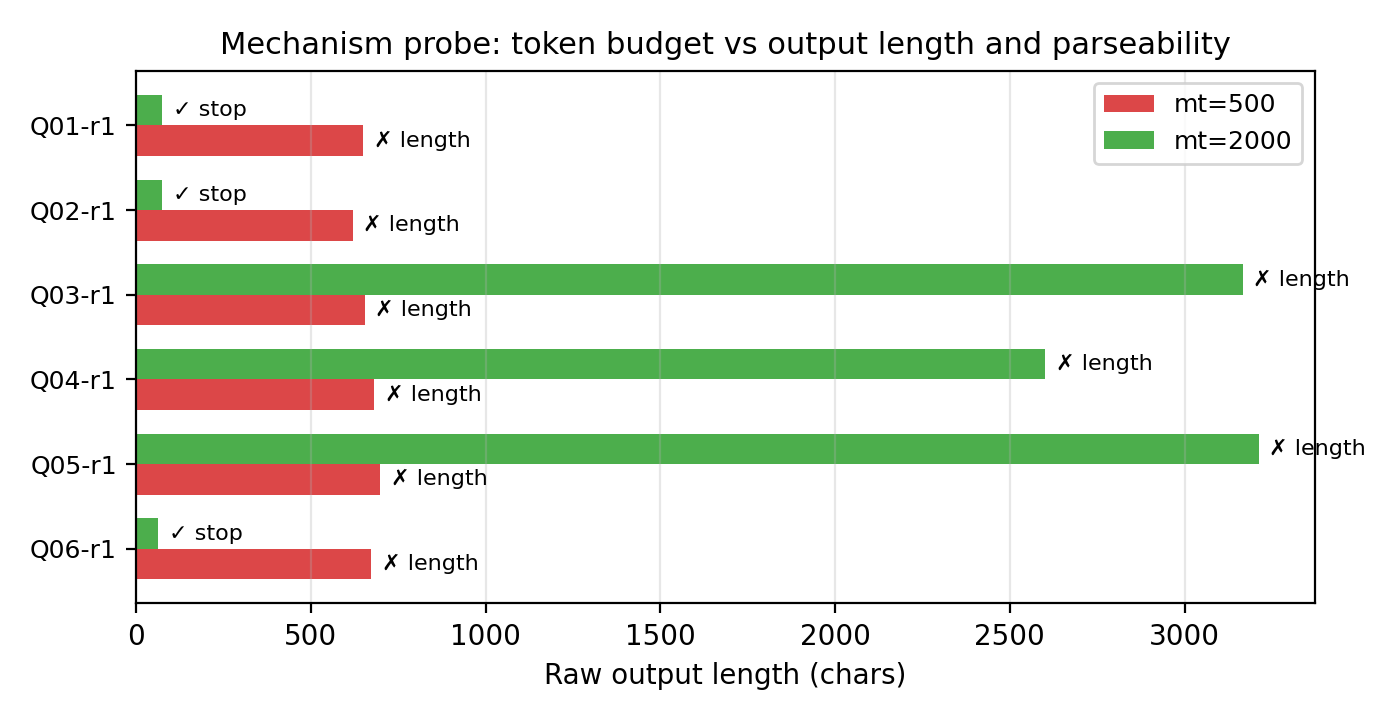 Mechanism probe: token budget vs output length and parseability
mt=500
mt=2000
Q01-r1
✓ stop
✗ length
Q02-r1
✓ stop
✗ length
Q03-r1
✗ length
✗ length
Q04-r1
✗ length
✗ length
Q05-r1
✗ length
✗ length
Q06-r1
✓ stop
✗ length
0 500 1000 1500 2000 2500 3000
Raw output length (chars)